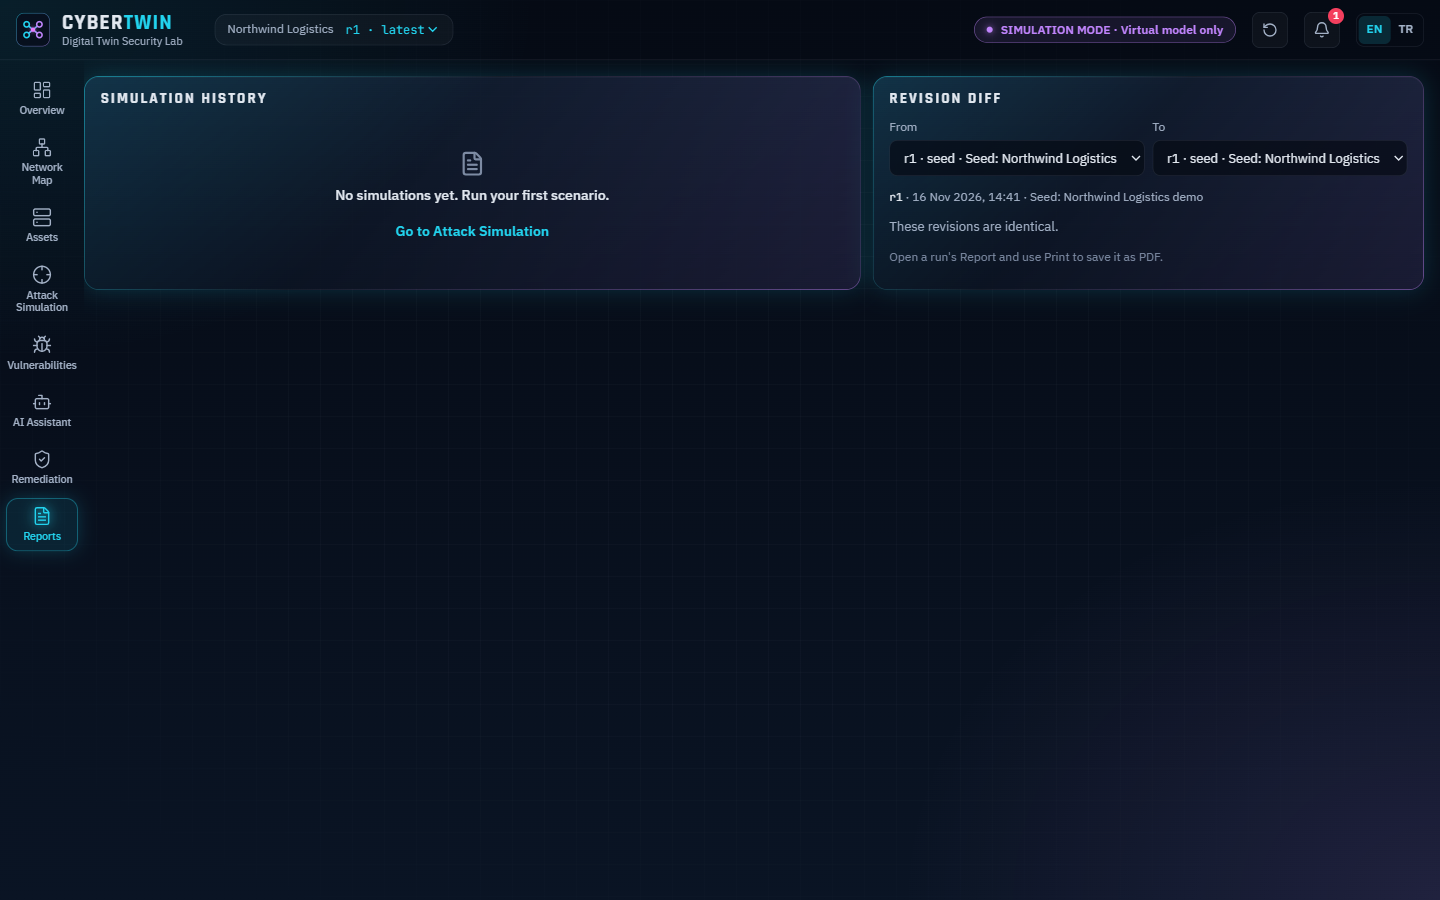 CYBERTWIN
Digital Twin Security Lab
Northwind Logistics r1 · latest
SIMULATION MODE · Virtual model only
1
EN TR
Overview
Network
Map
Assets
Attack
Simulation
Vulnerabilities
AI Assistant
Remediation
Reports
SIMULATION HISTORY
No simulations yet. Run your first scenario.
Go to Attack Simulation
REVISION DIFF
From To
r1 · seed · Seed: Northwind Logistics r1 · seed · Seed: Northwind Logistics
r1 · 16 Nov 2026, 14:41 · Seed: Northwind Logistics demo
These revisions are identical.
Open a run's Report and use Print to save it as PDF.